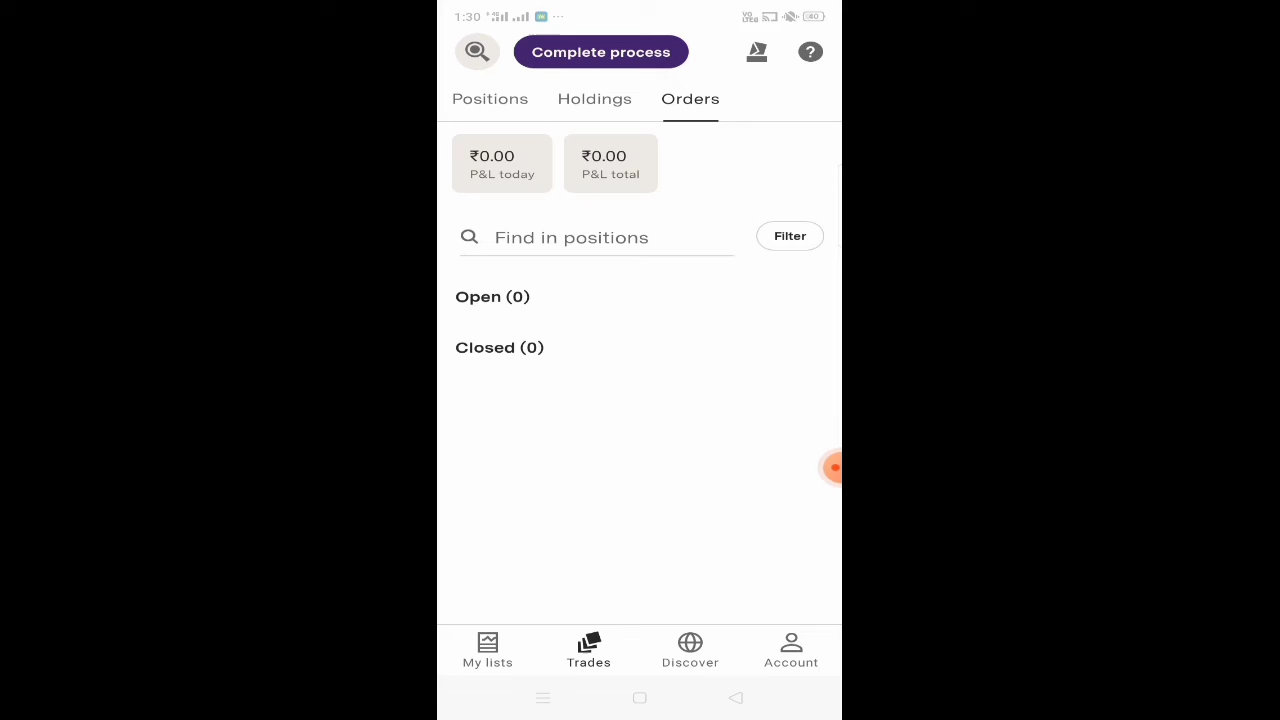 1:30
Complete process
?
Positions Holdings Orders
₹0.00 ₹0.00
P&L today P&L total
Find in positions Filter
Open (0)
Closed (0)
My lists Trades Discover Account